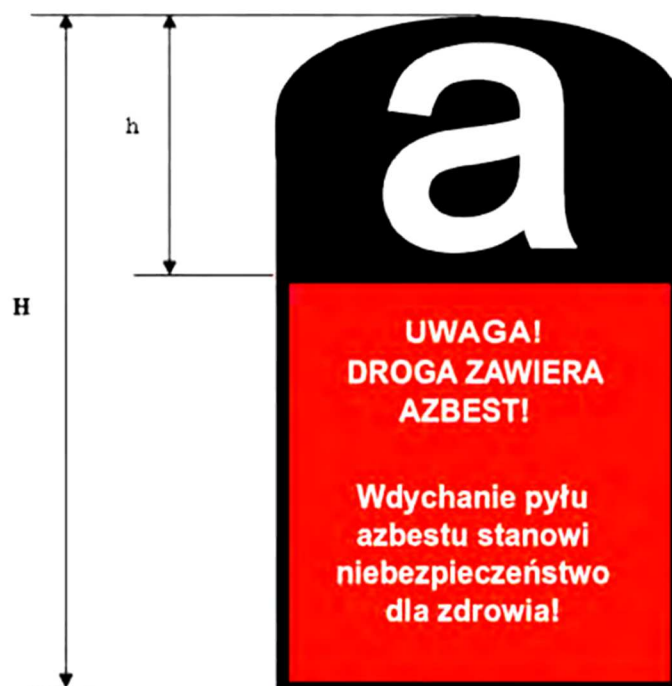 a
h
H
UWAGA!
DROGA ZAWIERA
AZBEST!
Wdychanie pyłu
azbestu stanowi
niebezpieczeństwo
dla zdrowia!